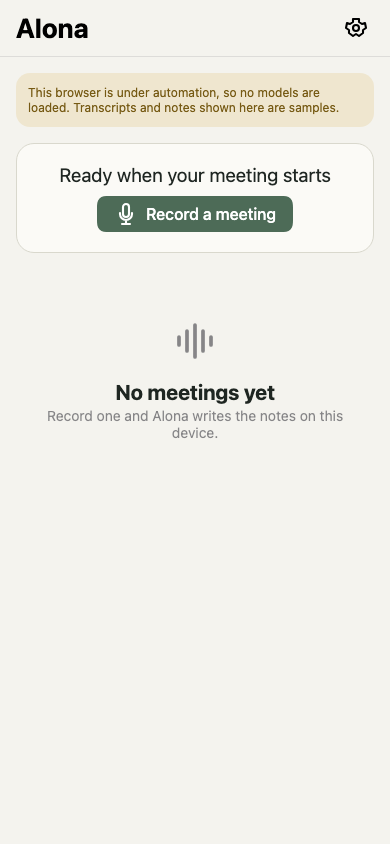 Alona
This browser is under automation, so no models are
loaded. Transcripts and notes shown here are samples.
Ready when your meeting starts
Record a meeting
No meetings yet
Record one and Alona writes the notes on this
device.